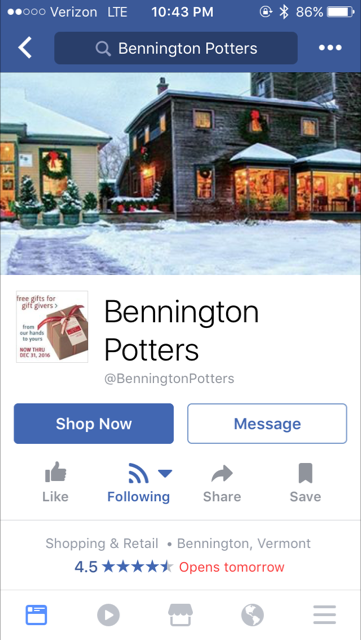 Verizon LTE 10:43 PM 86%
Bennington Potters
free gifts for
gift givers >
from
our hands
to yours
NOW THRU
DEC 31, 2016
Bennington
Potters
@BenningtonPotters
Shop Now
Message
Like
Following
Share
Save
Shopping & Retail • Bennington, Vermont
4.5 Opens tomorrow